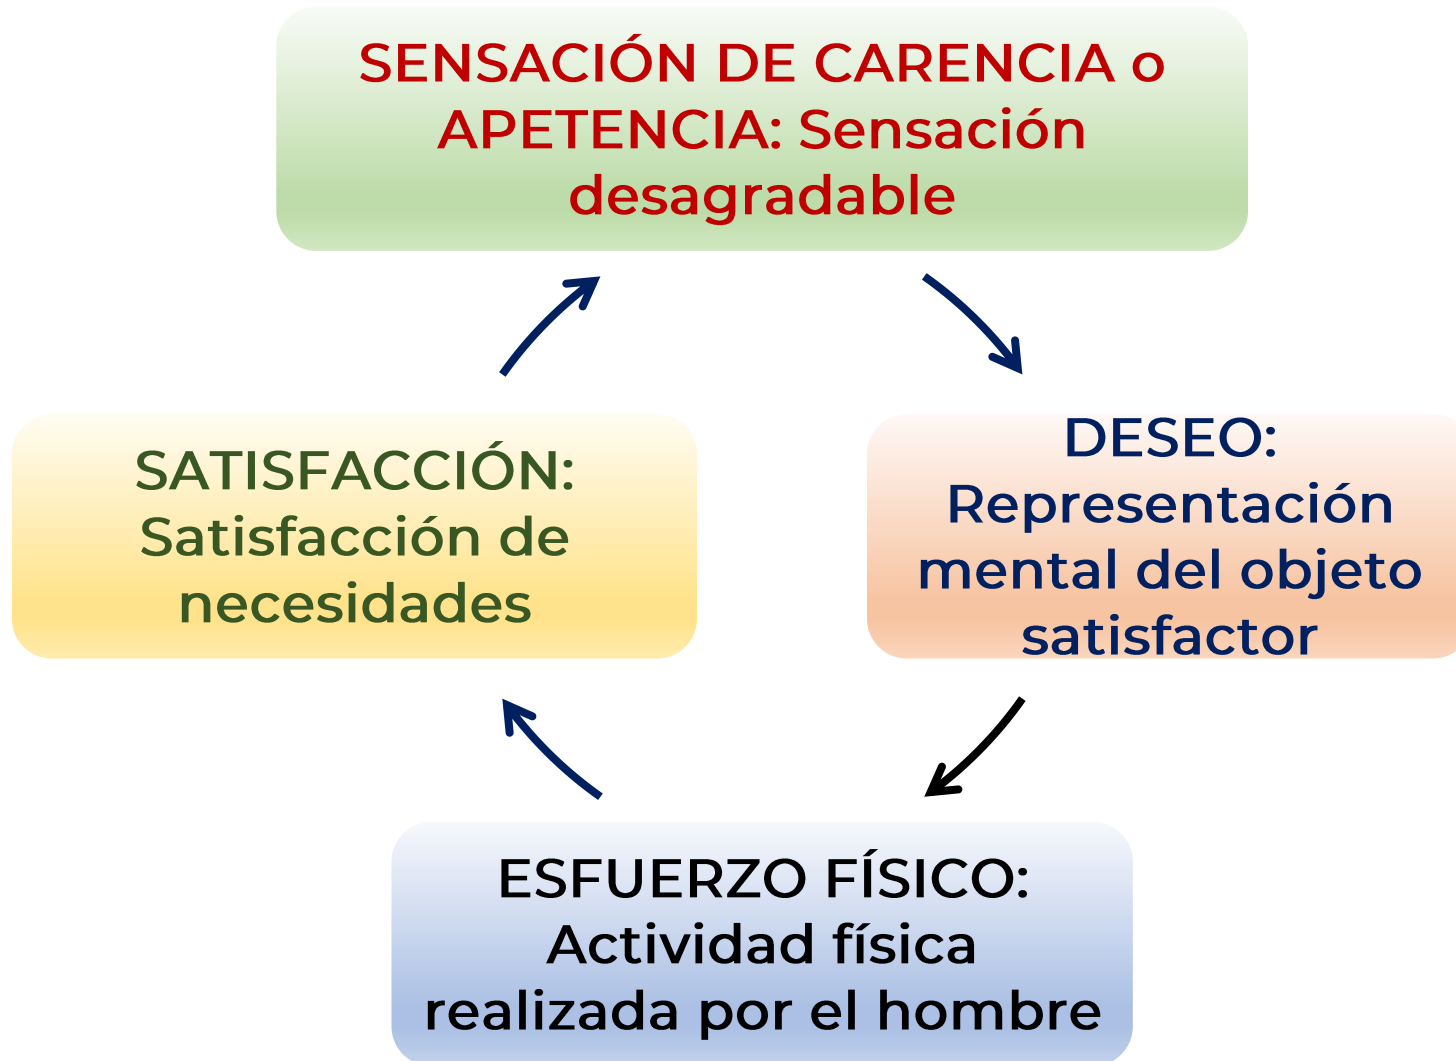 SENSACIÓN DE CARENCIA o
APETENCIA: Sensación
desagradable
DESEO:
Representación
mental del objeto
satisfactor
ESFUERZO FÍSICO:
Actividad física
realizada por el hombre
SATISFACCIÓN:
Satisfacción de
necesidades